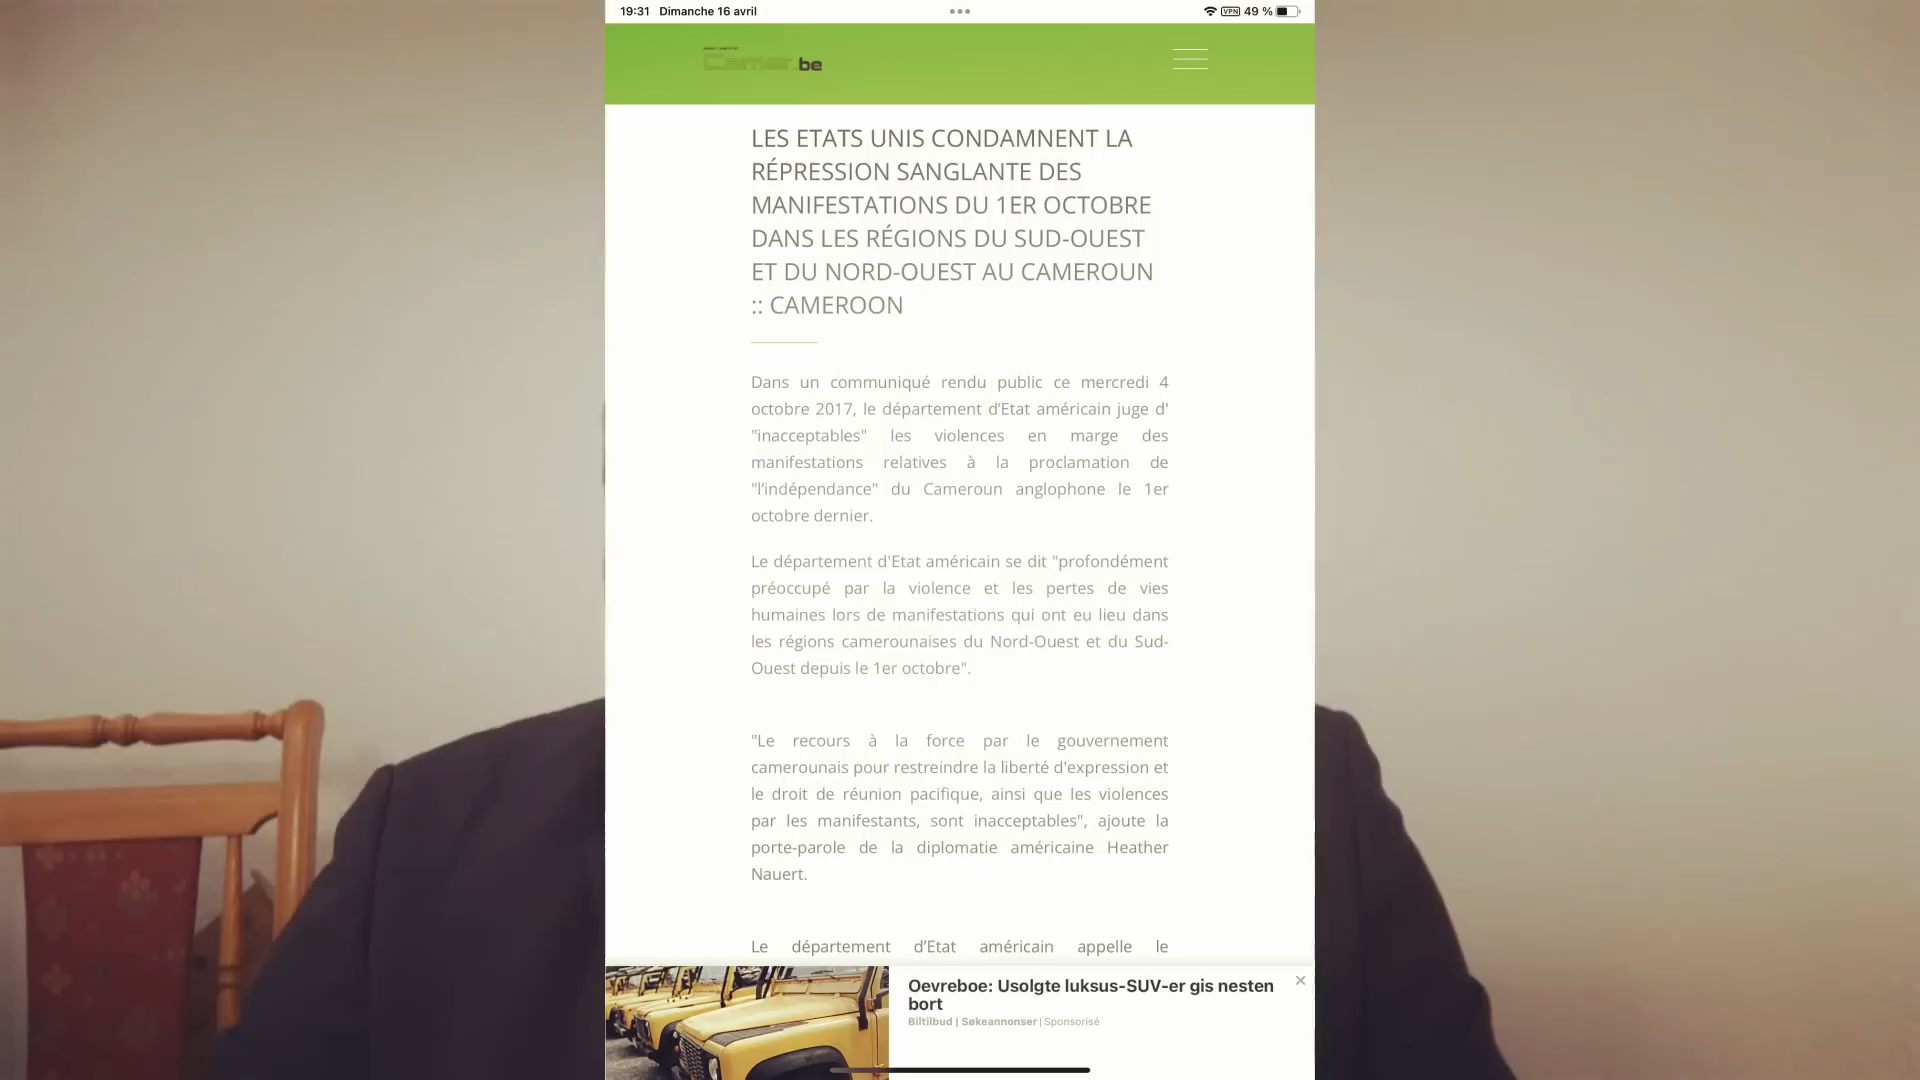 19:31 Dimanche 16 avril
VPN 49 %
Camer.be
LES ETATS UNIS CONDAMNENT LA
RÉPRESSION SANGLANTE DES
MANIFESTATIONS DU 1ER OCTOBRE
DANS LES RÉGIONS DU SUD-OUEST
ET DU NORD-OUEST AU CAMEROUN
:: CAMEROON
Dans un communiqué rendu public ce mercredi 4
octobre 2017, le département d’Etat américain juge d'
"inacceptables" les violences en marge des
manifestations relatives à la proclamation de
"l’indépendance" du Cameroun anglophone le 1er
octobre dernier.
Le département d'Etat américain se dit "profondément
préoccupé par la violence et les pertes de vies
humaines lors de manifestations qui ont eu lieu dans
les régions camerounaises du Nord-Ouest et du Sud-
Ouest depuis le 1er octobre".
"Le recours à la force par le gouvernement
camerounais pour restreindre la liberté d'expression et
le droit de réunion pacifique, ainsi que les violences
par les manifestants, sont inacceptables", ajoute la
porte-parole de la diplomatie américaine Heather
Nauert.
Le département d’Etat américain appelle le
Oevreboe: Usolgte luksus-SUV-er gis nesten
bort
Biltilbud | Søkeannonser | Sponsorisé